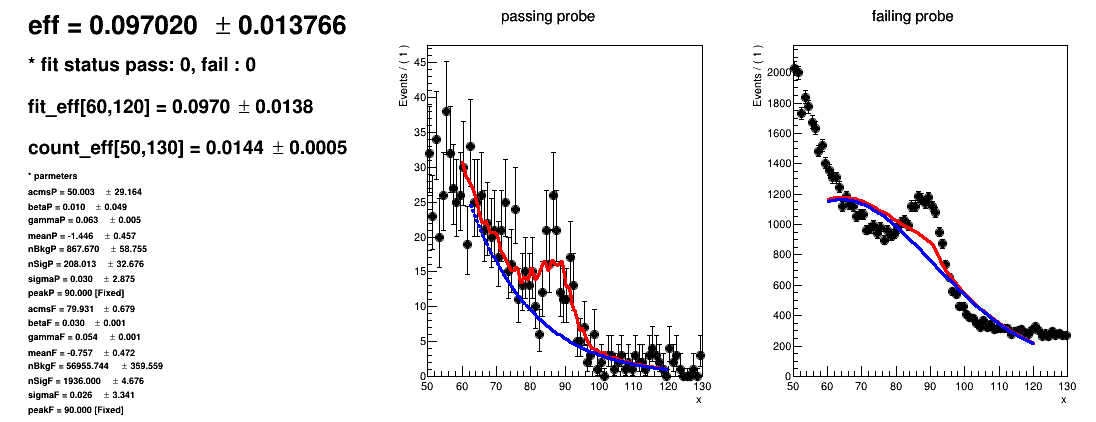 eff = 0.097020 ± 0.013766
* fit status pass: 0, fail : 0
fit_eff[60,120] = 0.0970 ± 0.0138
count_eff[50,130] = 0.0144 ± 0.0005
* parmeters
acmsP = 50.003 ± 29.164
betaP = 0.010 ± 0.049
gammaP = 0.063 ± 0.005
meanP = -1.446 ± 0.457
nBkgP = 867.670 ± 58.755
nSigP = 208.013 ± 32.676
sigmaP = 0.030 ± 2.875
peakP = 90.000 [Fixed]
acmsF = 79.931 ± 0.679
betaF = 0.030 ± 0.001
gammaF = 0.054 ± 0.001
meanF = -0.757 ± 0.472
nBkgF = 56955.744 ± 359.559
nSigF = 1936.000 ± 4.676
sigmaF = 0.026 ± 3.341
peakF = 90.000 [Fixed]
passing probe
Events / ( 1 )
45
40
35
30
25
20
15
10
5
0
50 60 70 80 90 100 110 120 130
x
failing probe
Events / ( 1 )
2000
1800
1600
1400
1200
1000
800
600
400
200
0
50 60 70 80 90 100 110 120 130
x